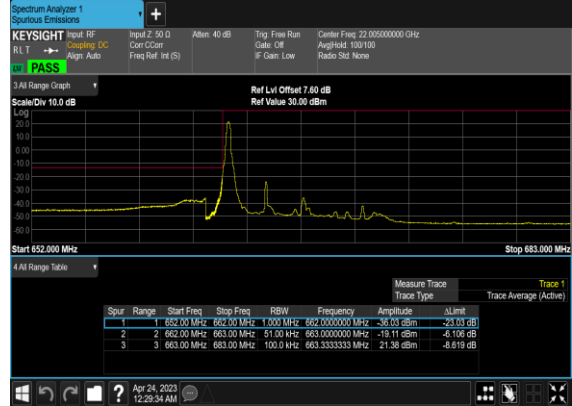 Spectrum Analyzer 1
Spurious Emissions
KEYSIGHT Input: RF Input Z: 50 Ω Atten: 40 dB Trig: Free Run Center Freq: 22.005000000 GHz
RLT Coupling: DC Corr CCorr Gate: Off Avg|Hold: 100/100
Align: Auto Freq Ref: Int (S) IF Gain: Low Radio Std: None
PASS
3 All Range Graph
Ref Lvl Offset 7.60 dB
Scale/Div 10.0 dB Ref Value 30.00 dBm
Log
20.0
10.0
0.00
-10.0
-20.0
-30.0
-40.0
-50.0
-60.0
Start 652.000 MHz Stop 683.000 MHz
4 All Range Table
Measure Trace Trace 1
Trace Type Trace Average (Active)
Spur Range Start Freq Stop Freq RBW Frequency Amplitude ΔLimit
1 1 652.00 MHz 662.00 MHz 1.000 MHz 662.0000000 MHz -36.03 dBm -23.03 dB
2 2 662.00 MHz 663.00 MHz 51.00 kHz 663.0000000 MHz -19.11 dBm -6.106 dB
3 3 663.00 MHz 683.00 MHz 100.0 kHz 663.3333333 MHz 21.38 dBm -8.619 dB
? Apr 24, 2023
12:29:34 AM